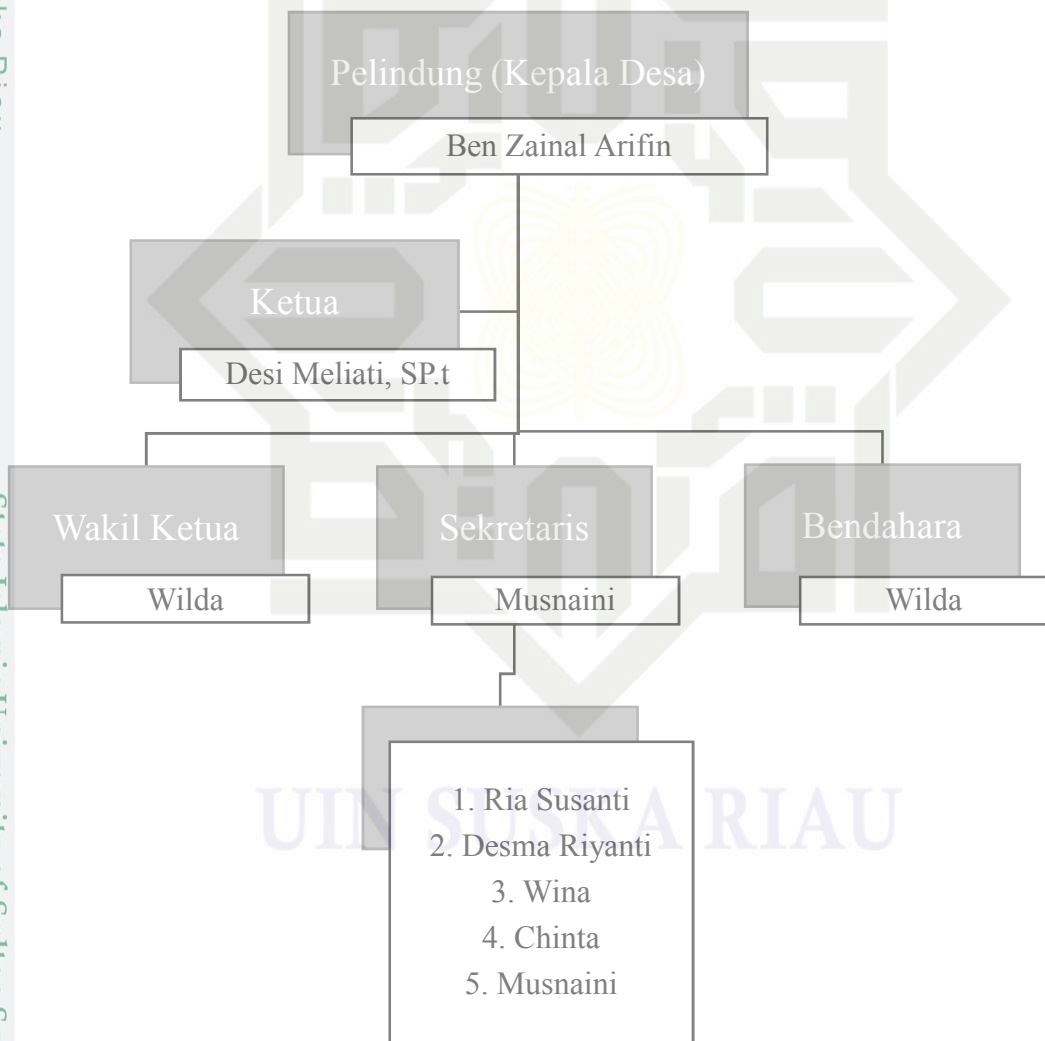 Pelindung (Kepala Desa)
Ben Zainal Arifin
Ketua
Desi Meliati, SP.t
Wakil Ketua
Wilda
Sekretaris
Musnaini
Bendahara
Wilda
1. Ria Susanti
2. Desma Riyanti
3. Wina
4. Chinta
5. Musnaini
UIN SUSKA RIAU